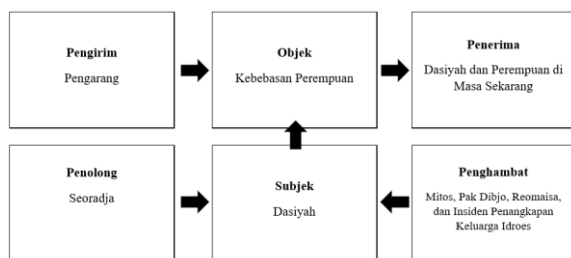 Pengirim
Pengarang
Objek
Kebebasan Perempuan
Penerima
Dasiyah dan Perempuan di
Masa Sekarang
Penolong
Seoradja
Subjek
Dasiyah
Penghambat
Mitos, Pak Dibjo, Reomaisa,
dan Insiden Penangkapan
Keluarga Idroes